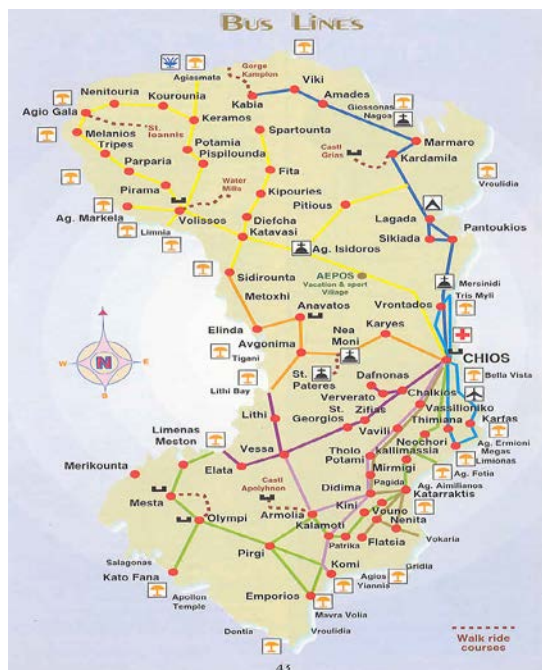 BUS LINES
Gorge
Kampion
Agiasmata
Viki
Nenitouria
Kourounia
Kabia
Amades
Giossonas
Nagos
Agio Gala
Keramos
Spartounta
Marmaro
St.
Ioannis
Castl
Grias
Kardamila
Melanios
Tripes
Potamia
Pispilounda
Parparia
Fita
Water
Mills
Kipouries
Pitious
Vroulidia
Pirama
Ag. Markela
Volissos
Diefcha
Lagada
Pantoukios
Limnia
Katavasi
Ag. Isidoros
Sikiada
AEPOS
Vacation & sport
Village
Sidirounta
Mersinidi
Metoxhi
Vrontados
Tris Myli
Anavatos
Nea
Moni
Karyes
Elinda
Avgonima
CHIOS
Tigani
St.
Pateres
Dafnonas
Bella Vista
Lithi Bay
Ververato
Chalkios
St.
Georgios
Zifias
Vassilioniko
Karfas
Lithi
Limenas
Meston
Vavili
Thimiana
Neochori
Ag. Ermioni
Megas
Limionas
Vessa
Tholo
Potami
kallimassia
Merikounta
Elata
Mirmigi
Ag. Fotia
Castl
Apolyhnon
Didima
Pagida
Ag. Aimilianos
Katarraktis
Mesta
Kini
Olympi
Armolia
Vouno
Kalamoti
Nenita
Pirgi
Patrika
Flatsia
Vokaria
Salagonas
Kato Fana
Komi
Gridia
Apollon
Temple
Agios
Yiannis
Emporios
Mavra Volia
Dontia
Vroulidia
Walk ride
courses
W
N
E
S
45